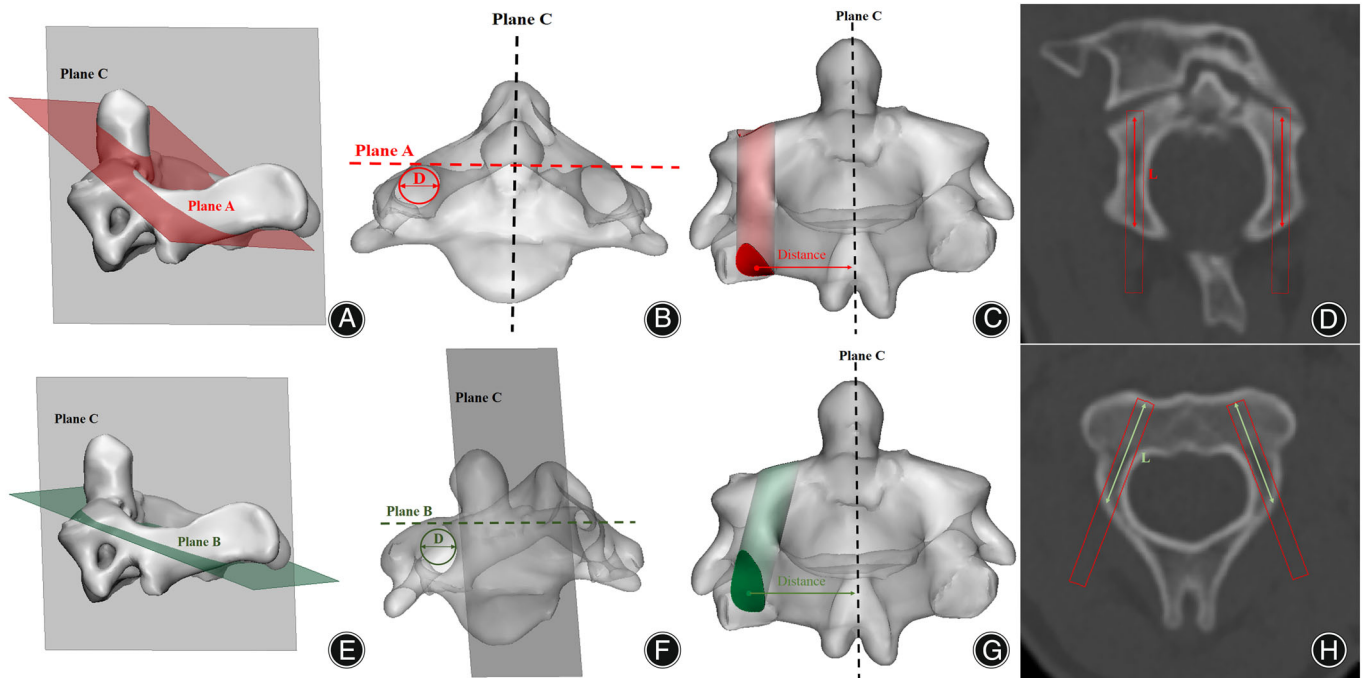 Plane C
Plane A
A
Plane C
Plane A
D
B
Plane C
Distance
C
L
D
Plane C
Plane B
E
Plane C
Plane B
D
F
Plane C
Distance
G
L
H